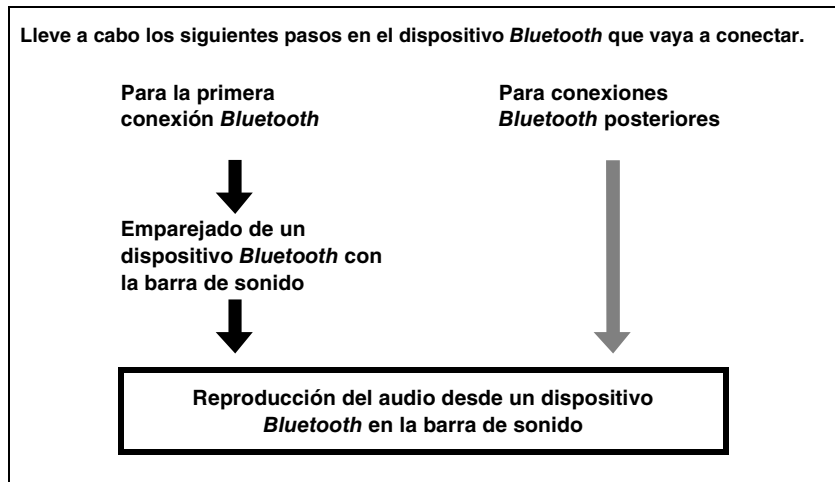 Lleve a cabo los siguientes pasos en el dispositivo Bluetooth que vaya a conectar.
Para la primera
conexión Bluetooth
Para conexiones
Bluetooth posteriores
Emparejado de un
dispositivo Bluetooth con
la barra de sonido
Reproducción del audio desde un dispositivo
Bluetooth en la barra de sonido